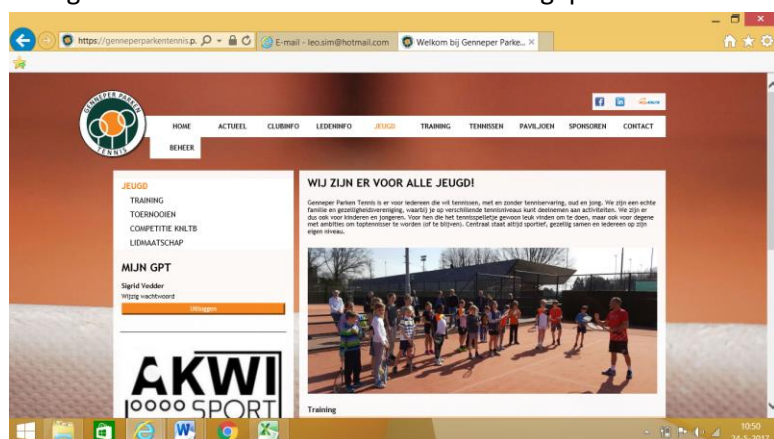 https://genneperparkentennis.p.
E-mail - leo.sim@hotmail.com
Welkom bij Genneper Parke...
GENNEPER PARKEN
TENNIS
HOME ACTUEEL CLUBINFO LEDENINFO JEUGD TRAINING TENNISSEN PAVILJOEN SPONSOREN CONTACT
BEHEER
JEUGD
TRAINING
TOERNOOIEN
COMPETITIE KNLTB
LIDMAATSCHAP
MIJN GPT
Sigrid Vedder
Wijzig wachtwoord
Uitloggen
AKWI
SPORT
WIJ ZIJN ER VOOR ALLE JEUGD!
Genneper Parken Tennis is er voor iedereen die wil tennissen, met en zonder tenniservaring, oud en jong. We zijn een echte
familie en gezelligheidsvereniging, waarbij je op verschillende tennisniveaus kunt deelnemen aan activiteiten. We zijn er
dus ook voor kinderen en jongeren. Voor hen die het tennisspelletje gewoon leuk vinden om te doen, maar ook voor degene
met ambities om toptennisser te worden (of te blijven). Centraal staat altijd sportief, gezellig samen en iedereen op zijn
eigen niveau.
Training
10:50
24-5-2017